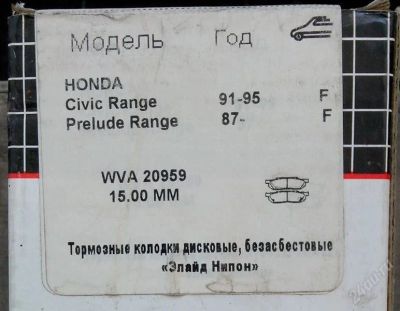 Модель Год
HONDA
Civic Range 91-95 F
Prelude Range 87- F
WVA 20959
15.00 MM
Тормозные колодки дисковые, безасбестовые
«Элайд Нипон»